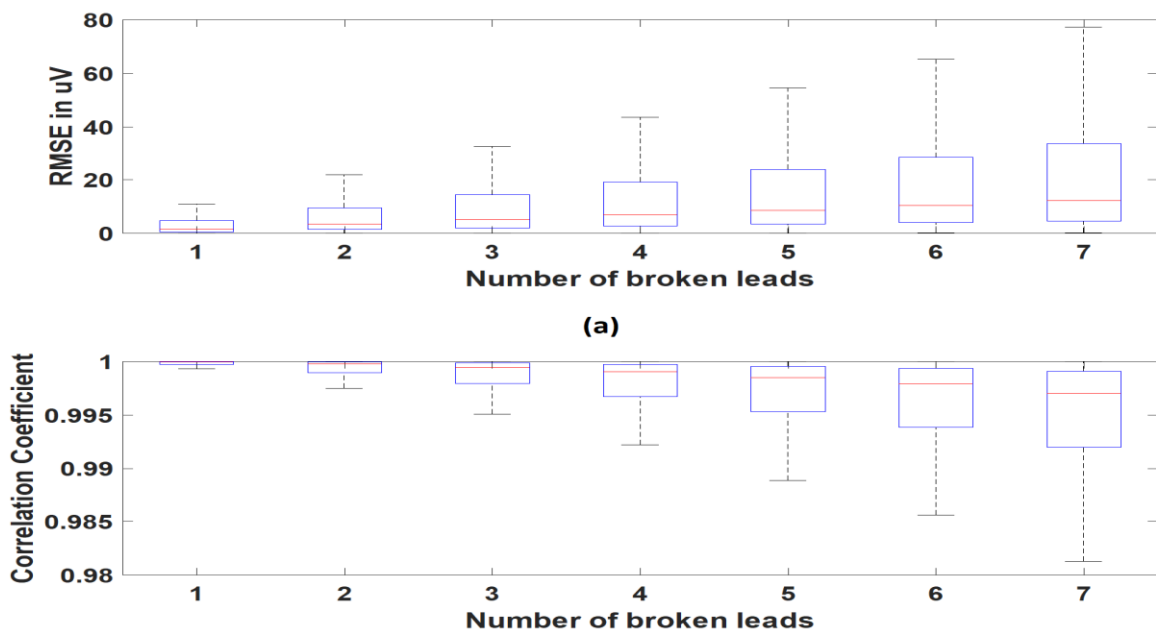 80
60
40
20
0
RMSE in uV
1 2 3 4 5 6 7
Number of broken leads
(a)
1
0.995
0.99
0.985
0.98
Correlation Coefficient
1 2 3 4 5 6 7
Number of broken leads